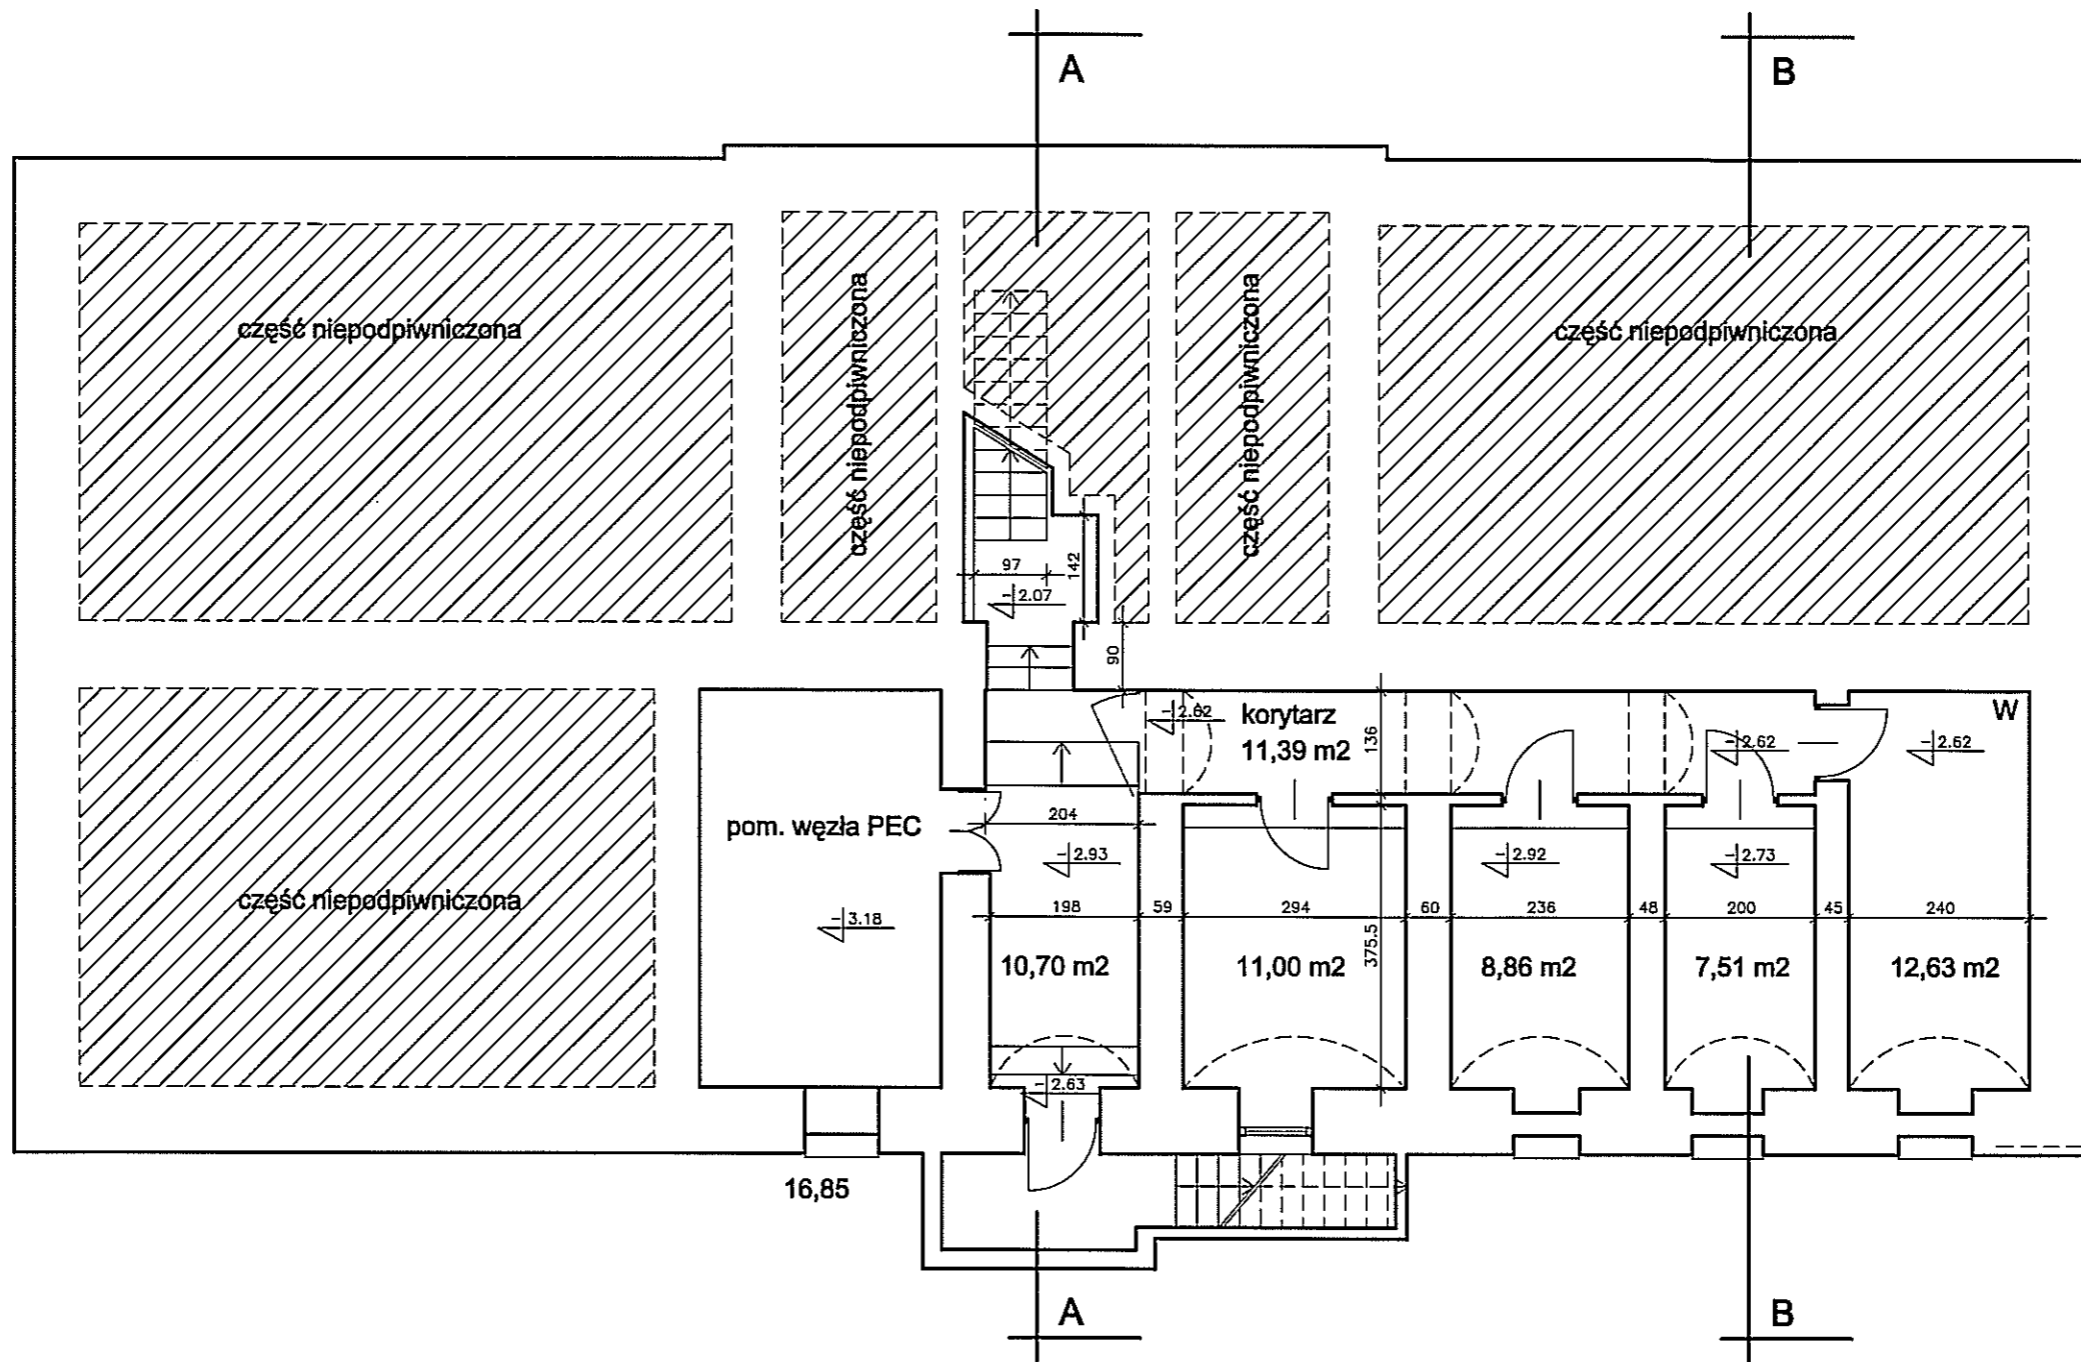 A
B
część niepodpiwniczona
część niepodpiwniczona
część niepodpiwniczona
część niepodpiwniczona
97
142
-2.07
90
-2.62
korytarz
11,39 m2
136
-2.62
-2.62
W
pom. węzła PEC
204
-2.93
-2.92
-2.73
część niepodpiwniczona
-3.18
198
59
294
375.5
60
236
48
200
45
240
10,70 m2
11,00 m2
8,86 m2
7,51 m2
12,63 m2
-2.63
16,85
A
B